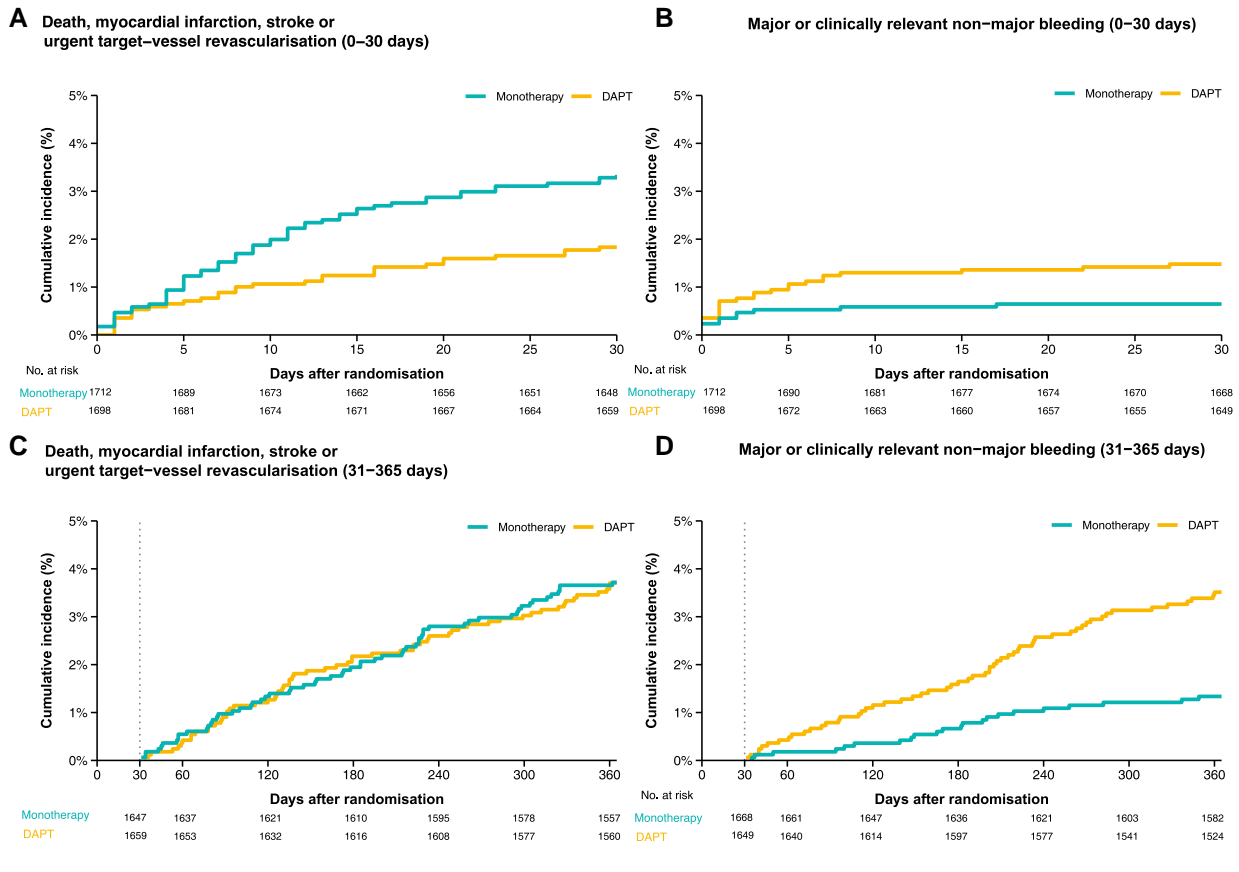 A Death, myocardial infarction, stroke or
urgent target−vessel revascularisation (0−30 days)
Monotherapy DAPT
Cumulative incidence (%)
5%
4%
3%
2%
1%
0%
0 5 10 15 20 25 30
Days after randomisation
No. at risk
Monotherapy 1712 1689 1673 1662 1656 1651 1648
DAPT 1698 1681 1674 1671 1667 1664 1659
B Major or clinically relevant non−major bleeding (0−30 days)
Monotherapy DAPT
Cumulative incidence (%)
5%
4%
3%
2%
1%
0%
0 5 10 15 20 25 30
Days after randomisation
No. at risk
Monotherapy 1712 1690 1681 1677 1674 1670 1668
DAPT 1698 1672 1663 1660 1657 1655 1649
C Death, myocardial infarction, stroke or
urgent target−vessel revascularisation (31−365 days)
Monotherapy DAPT
Cumulative incidence (%)
5%
4%
3%
2%
1%
0%
0 30 60 120 180 240 300 360
Days after randomisation
Monotherapy 1647 1637 1621 1610 1595 1578 1557
DAPT 1659 1653 1632 1616 1608 1577 1560
D Major or clinically relevant non−major bleeding (31−365 days)
Monotherapy DAPT
Cumulative incidence (%)
5%
4%
3%
2%
1%
0%
0 30 60 120 180 240 300 360
Days after randomisation
No. at risk
Monotherapy 1668 1661 1647 1636 1621 1603 1582
DAPT 1649 1640 1614 1597 1577 1541 1524